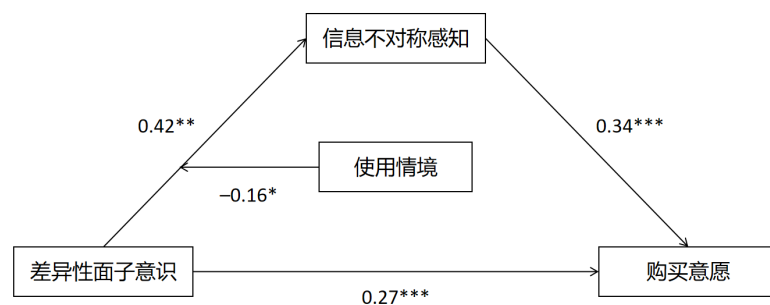 信息不对称感知
0.42**
0.34***
使用情境
–0.16*
差异性面子意识
购买意愿
0.27***